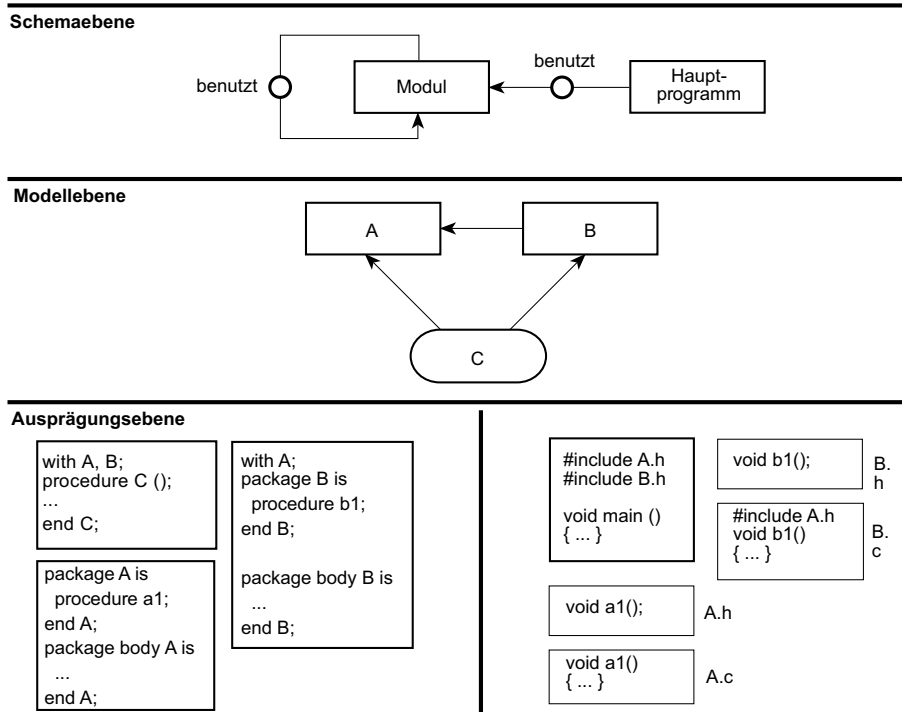 Schemaebene
benutzt
Modul
benutzt
Haupt-
programm
Modellebene
A
B
C
Ausprägungsebene
with A, B;
procedure C ();
...
end C;
with A;
package B is
procedure b1;
end B;
package body B is
...
end B;
package A is
procedure a1;
end A;
package body A is
...
end A;
#include A.h
#include B.h
void main ()
{ ... }
void b1();
B.
h
#include A.h
void b1()
{ ... }
B.
c
void a1();
A.h
void a1()
{ ... }
A.c